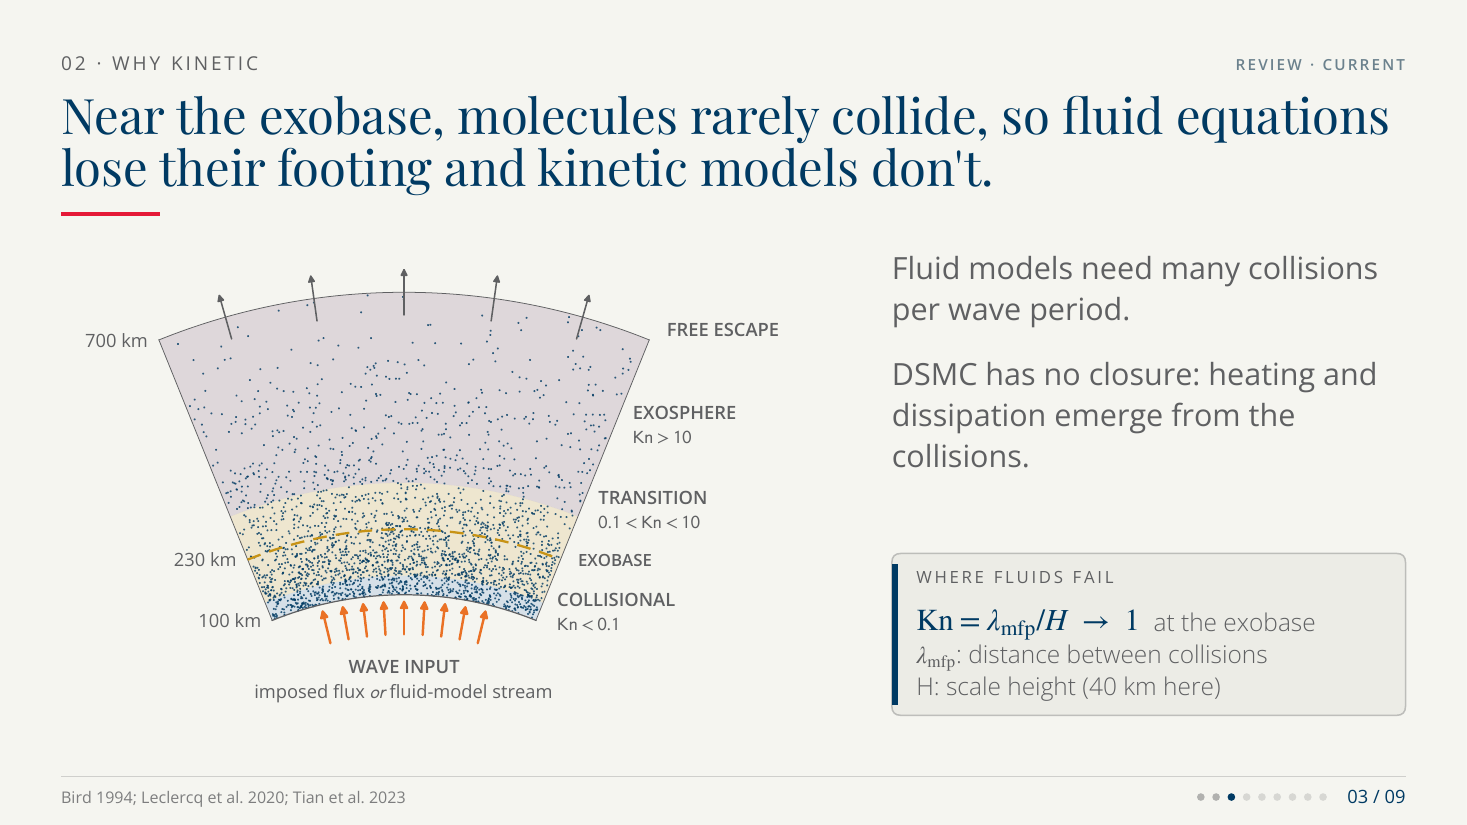 02 · WHY KINETIC
REVIEW · CURRENT
Near the exobase, molecules rarely collide, so fluid equations
lose their footing and kinetic models don't.
700 km
230 km
100 km
FREE ESCAPE
EXOSPHERE
Kn > 10
TRANSITION
0.1 < Kn < 10
EXOBASE
COLLISIONAL
Kn < 0.1
WAVE INPUT
imposed flux or fluid-model stream
Fluid models need many collisions
per wave period.
DSMC has no closure: heating and
dissipation emerge from the
collisions.
WHERE FLUIDS FAIL
Kn = λmfp/H → 1 at the exobase
λmfp: distance between collisions
H: scale height (40 km here)
Bird 1994; Leclercq et al. 2020; Tian et al. 2023
03 / 09